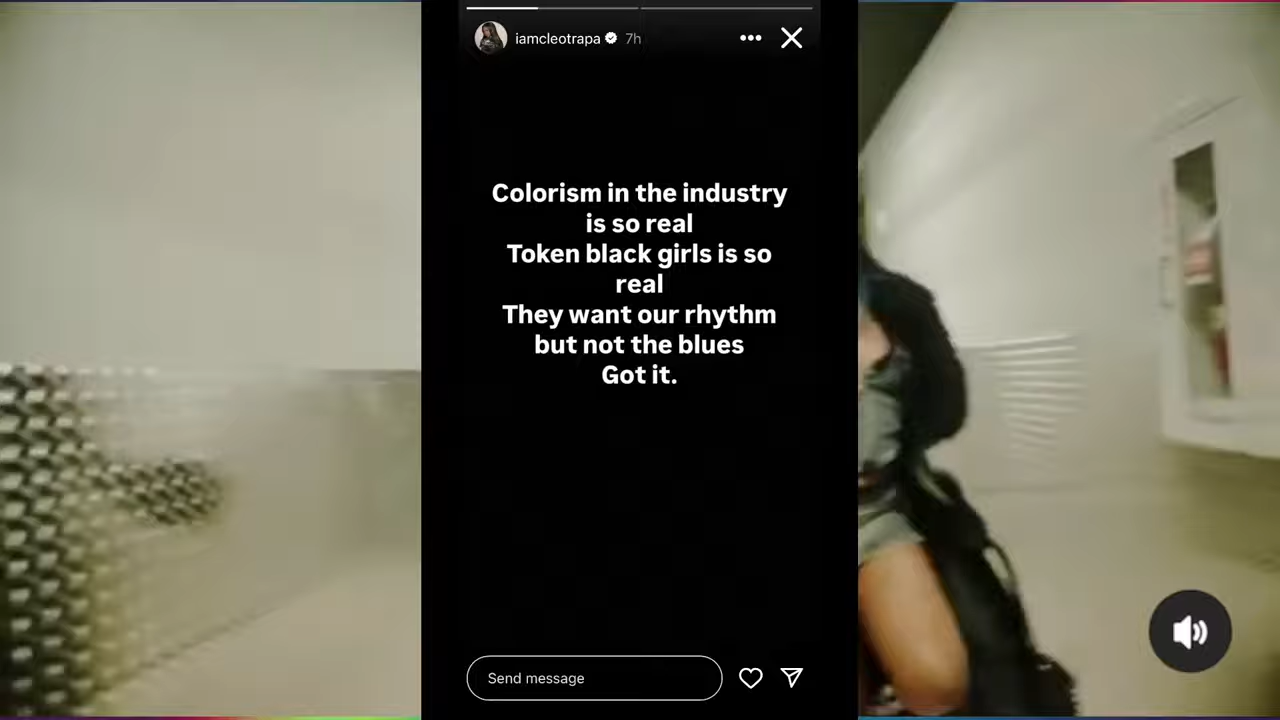 iamcleotrapa 7h
Colorism in the industry
is so real
Token black girls is so
real
They want our rhythm
but not the blues
Got it.
Send message